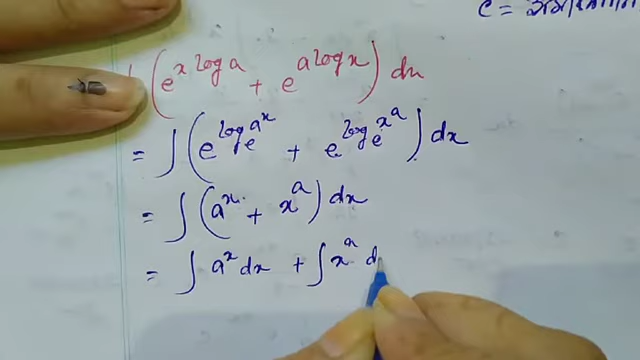 c =
(e^{x log a} + e^{a log x}) dx
= ∫ (e^{log_e a^x} + e^{log_e x^a}) dx
= ∫ (a^x + x^a) dx
= ∫ a^x dx + ∫ x^a d